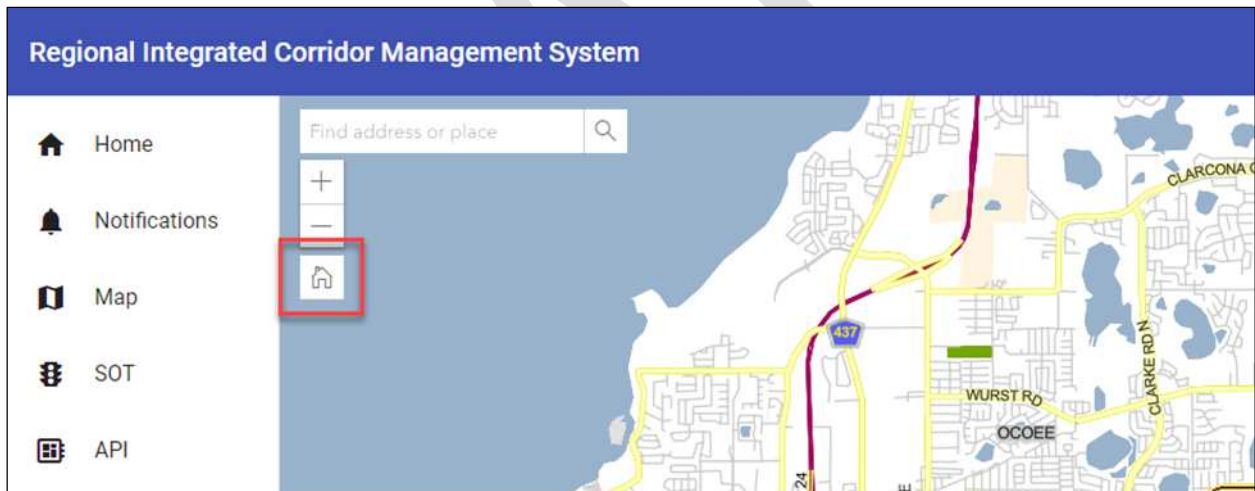 Regional Integrated Corridor Management System
Home
Notifications
Map
SOT
API
Find address or place
+
−
CLARCONA
437
CLARKE RD N
WURST RD
OCOEE
24